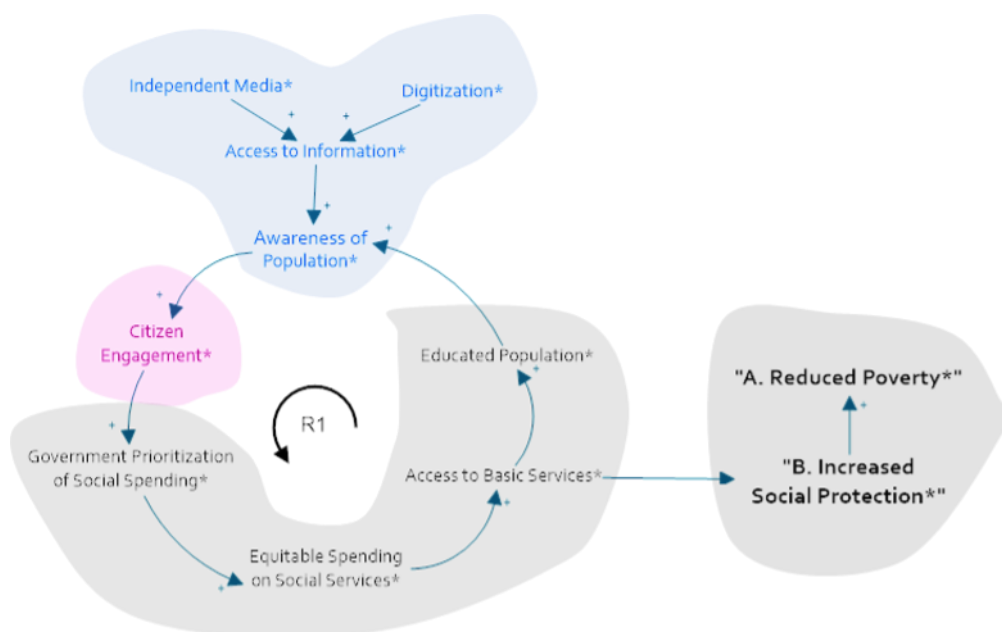 Independent Media*
Digitization*
+
+
Access to Information*
+
Awareness of
Population*
+
+
Citizen
Engagement*
Educated Population*
+
"A. Reduced Poverty*"
+
R1
+
Government Prioritization
of Social Spending*
Access to Basic Services*
+
"B. Increased
Social Protection*"
Equitable Spending
on Social Services*
+